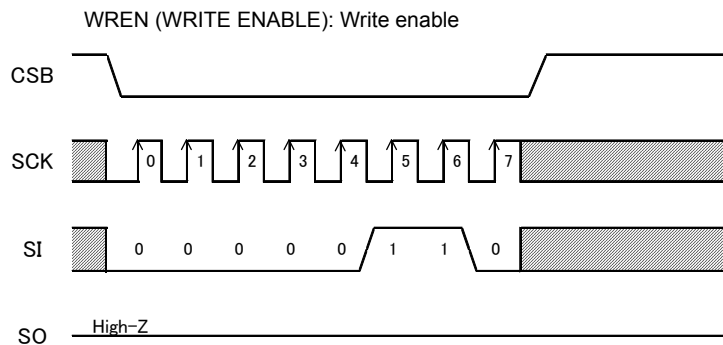 WREN (WRITE ENABLE): Write enable
CSB
SCK 0 1 2 3 4 5 6 7
SI 0 0 0 0 0 1 1 0
High-Z
SO